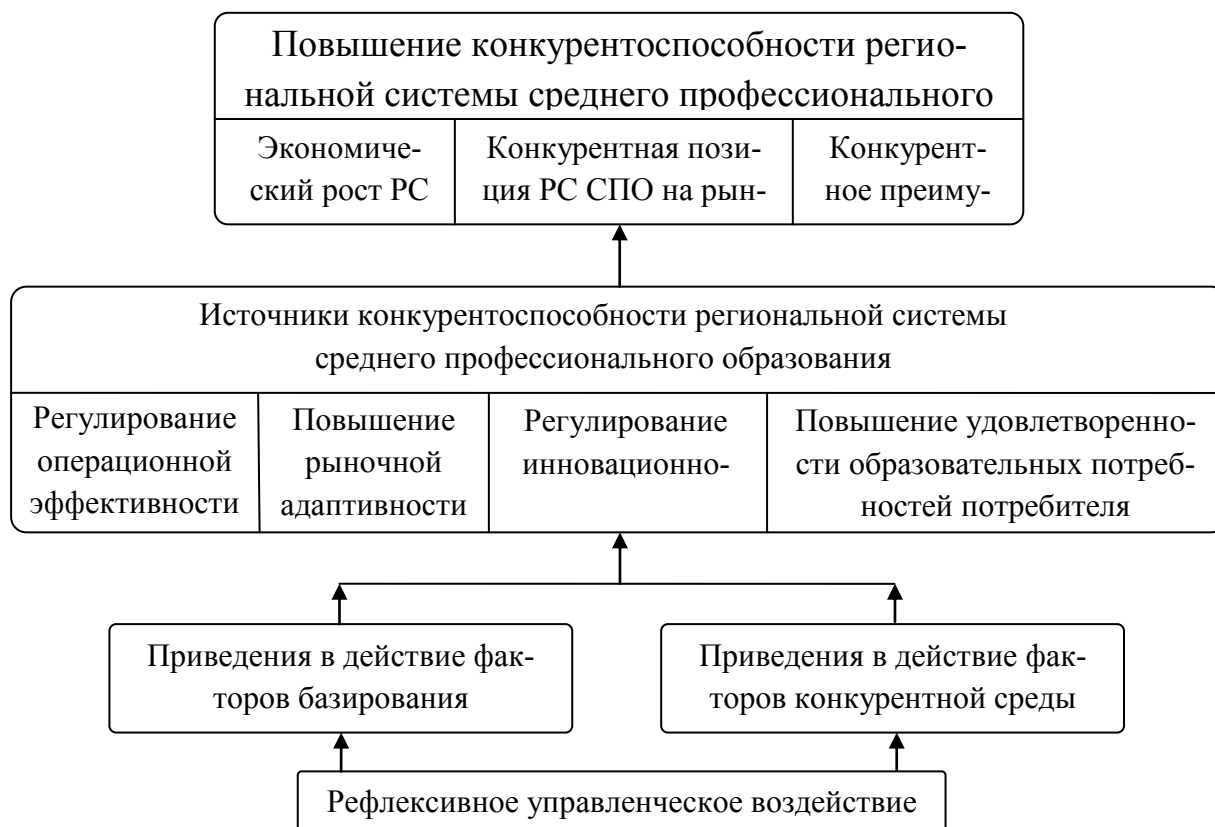 Повышение конкурентоспособности регио-
нальной системы среднего профессионального
Экономиче-
ский рост РС
Конкурентная пози-
ция РС СПО на рын-
Конкурент-
ное преиму-
Источники конкурентоспособности региональной системы
среднего профессионального образования
Регулирование
операционной
эффективности
Повышение
рыночной
адаптивности
Регулирование
инновационно-
Повышение удовлетворенно-
сти образовательных потреб-
ностей потребителя
Приведения в действие фак-
торов базирования
Приведения в действие фак-
торов конкурентной среды
Рефлексивное управленческое воздействие